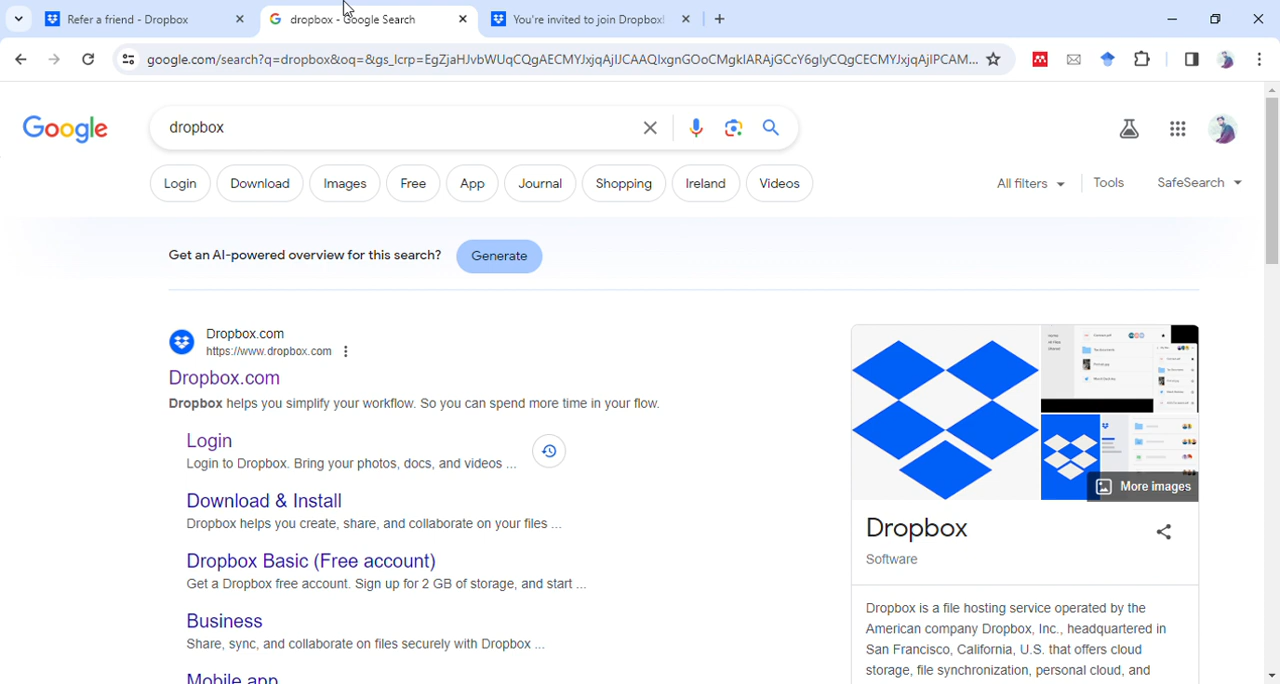 Refer a friend - Dropbox
dropbox - Google Search
You're invited to join Dropbox!
google.com/search?q=dropbox&oq=&gs_lcrp=EgZjaHJvbWUqCQgAECMYJxjqAjIJCAAQIxgnGOoCMgkIARAjGCcY6gIyCQgCECMYJxjqAjIPCAM...
Google
dropbox
Login
Download
Images
Free
App
Journal
Shopping
Ireland
Videos
All filters
Tools
SafeSearch
Get an AI-powered overview for this search?
Generate
Dropbox.com
https://www.dropbox.com
Dropbox.com
Dropbox helps you simplify your workflow. So you can spend more time in your flow.
Login
Login to Dropbox. Bring your photos, docs, and videos ...
Download & Install
Dropbox helps you create, share, and collaborate on your files ...
Dropbox Basic (Free account)
Get a Dropbox free account. Sign up for 2 GB of storage, and start ...
Business
Share, sync, and collaborate on files securely with Dropbox ...
Mobile app
More images
Dropbox
Software
Dropbox is a file hosting service operated by the
American company Dropbox, Inc., headquartered in
San Francisco, California, U.S. that offers cloud
storage, file synchronization, personal cloud, and